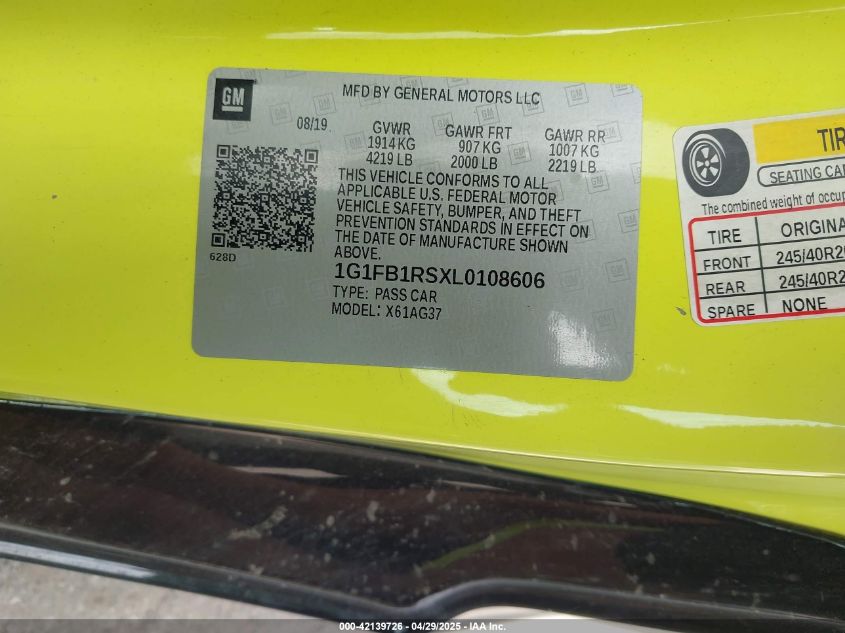 GM
MFD BY GENERAL MOTORS LLC
08/19
GVWR GAWR FRT GAWR RR
1914 KG 907 KG 1007 KG
4219 LB 2000 LB 2219 LB
THIS VEHICLE CONFORMS TO ALL
APPLICABLE U.S. FEDERAL MOTOR
VEHICLE SAFETY, BUMPER, AND THEFT
PREVENTION STANDARDS IN EFFECT ON
THE DATE OF MANUFACTURE SHOWN
ABOVE.
628D
1G1FB1RSXL0108606
TYPE: PASS CAR
MODEL: X61AG37
TIR
SEATING CA
The combined weight of occup
TIRE ORIGINA
FRONT 245/40R2
REAR 245/40R2
SPARE NONE
000-42139726 - 04/29/2025 - IAA Inc.